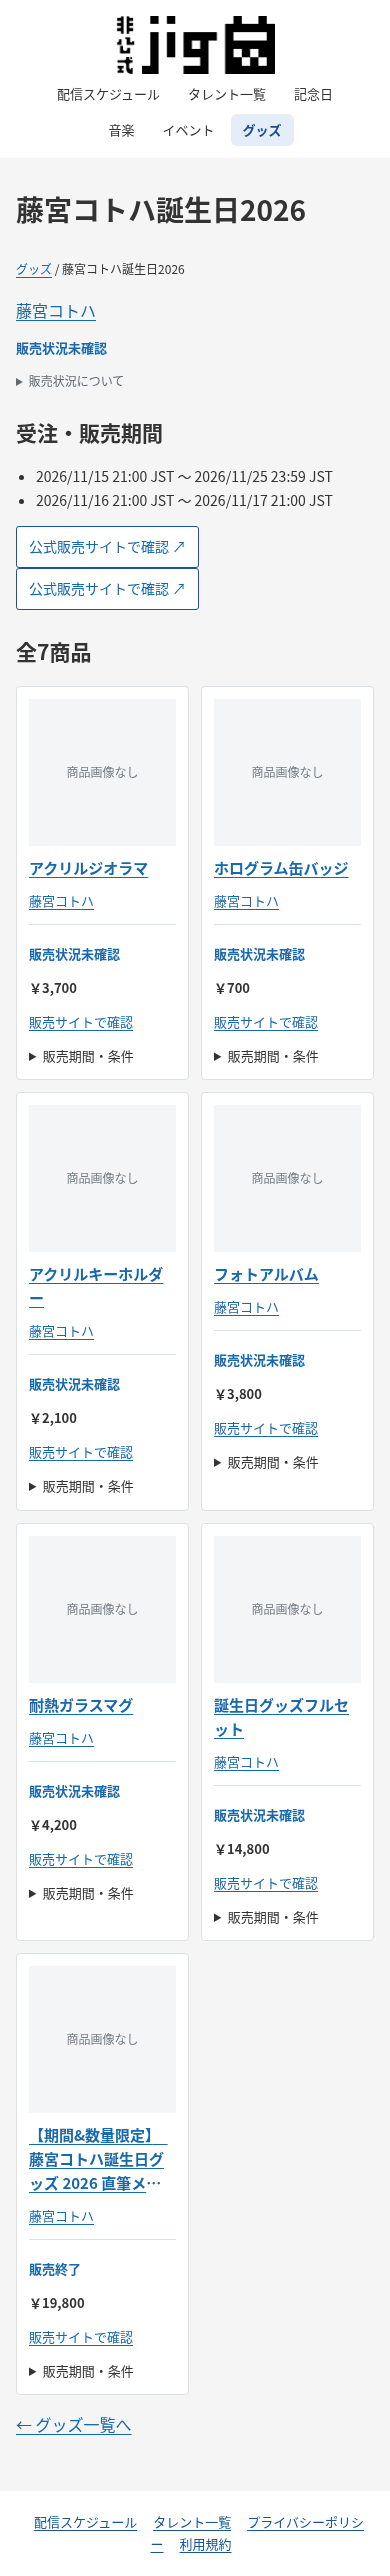 非公式 jig
配信スケジュール タレント一覧 記念日
音楽 イベント グッズ
藤宮コトハ誕生日2026
グッズ / 藤宮コトハ誕生日2026
藤宮コトハ
販売状況未確認
▶ 販売状況について
受注・販売期間
• 2026/11/15 21:00 JST 〜 2026/11/25 23:59 JST
• 2026/11/16 21:00 JST 〜 2026/11/17 21:00 JST
公式販売サイトで確認 ↗
公式販売サイトで確認 ↗
全7商品
商品画像なし
アクリルジオラマ
藤宮コトハ
販売状況未確認
¥3,700
販売サイトで確認
▶ 販売期間・条件
商品画像なし
ホログラム缶バッジ
藤宮コトハ
販売状況未確認
¥700
販売サイトで確認
▶ 販売期間・条件
商品画像なし
アクリルキーホルダ
ー
藤宮コトハ
販売状況未確認
¥2,100
販売サイトで確認
▶ 販売期間・条件
商品画像なし
フォトアルバム
藤宮コトハ
販売状況未確認
¥3,800
販売サイトで確認
▶ 販売期間・条件
商品画像なし
耐熱ガラスマグ
藤宮コトハ
販売状況未確認
¥4,200
販売サイトで確認
▶ 販売期間・条件
商品画像なし
誕生日グッズフルセ
ット
藤宮コトハ
販売状況未確認
¥14,800
販売サイトで確認
▶ 販売期間・条件
商品画像なし
【期間&数量限定】
藤宮コトハ誕生日グ
ッズ 2026 直筆メ…
藤宮コトハ
販売終了
¥19,800
販売サイトで確認
▶ 販売期間・条件
← グッズ一覧へ
配信スケジュール タレント一覧 プライバシーポリシ
ー 利用規約